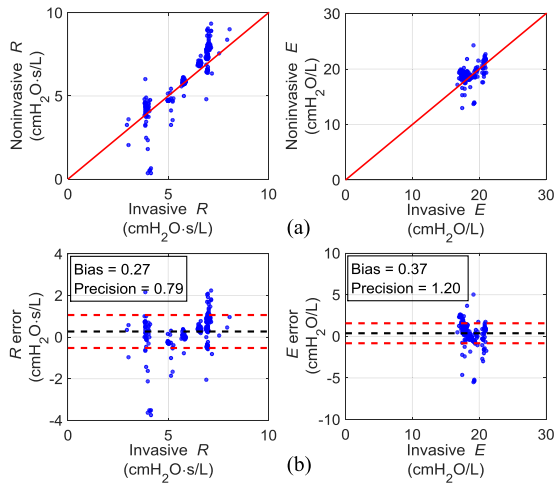 Noninvasive R
(cmH2O·s/L)
10
5
0
0
5
10
Invasive R
(cmH2O·s/L)
Noninvasive E
(cmH2O/L)
30
20
10
0
0
10
20
30
Invasive E
(cmH2O/L)
(a)
R error
(cmH2O·s/L)
4
2
0
-2
-4
Bias = 0.27
Precision = 0.79
0
5
10
Invasive R
(cmH2O·s/L)
E error
(cmH2O/L)
10
5
0
-5
-10
Bias = 0.37
Precision = 1.20
0
10
20
30
Invasive E
(cmH2O/L)
(b)